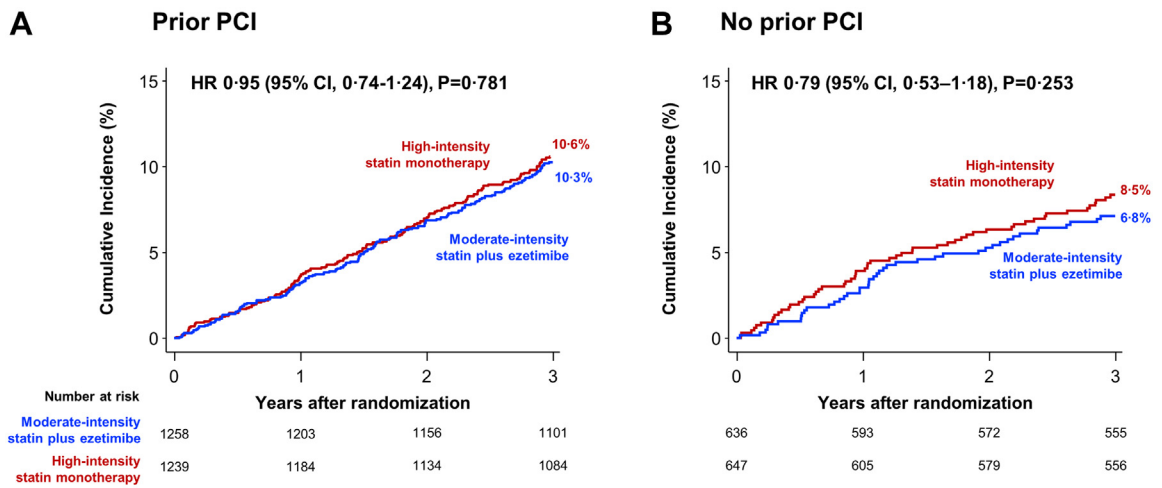 A Prior PCI
HR 0·95 (95% CI, 0·74-1·24), P=0·781
Cumulative Incidence (%)
15
10
5
0
High-intensity
statin monotherapy
10·6%
10·3%
Moderate-intensity
statin plus ezetimibe
0 1 2 3
Years after randomization
B No prior PCI
HR 0·79 (95% CI, 0·53–1·18), P=0·253
Cumulative Incidence (%)
15
10
5
0
High-intensity
statin monotherapy
8·5%
6·8%
Moderate-intensity
statin plus ezetimibe
0 1 2 3
Years after randomization
Number at risk
Moderate-intensity
statin plus ezetimibe
1258 1203 1156 1101 636 593 572 555
High-intensity
statin monotherapy
1239 1184 1134 1084 647 605 579 556